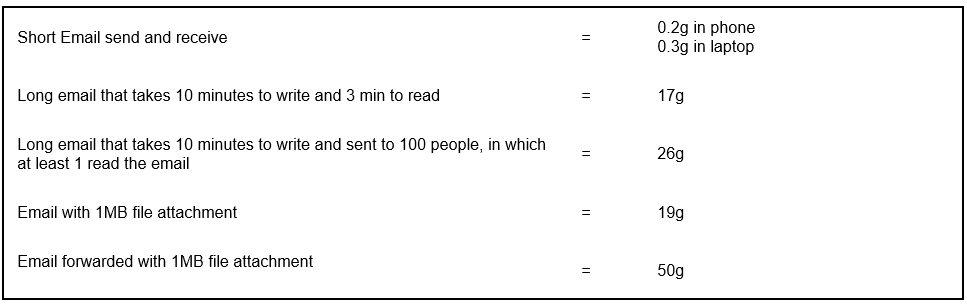 Short Email send and receive = 0.2g in phone
0.3g in laptop
Long email that takes 10 minutes to write and 3 min to read = 17g
Long email that takes 10 minutes to write and sent to 100 people, in which
at least 1 read the email = 26g
Email with 1MB file attachment = 19g
Email forwarded with 1MB file attachment = 50g